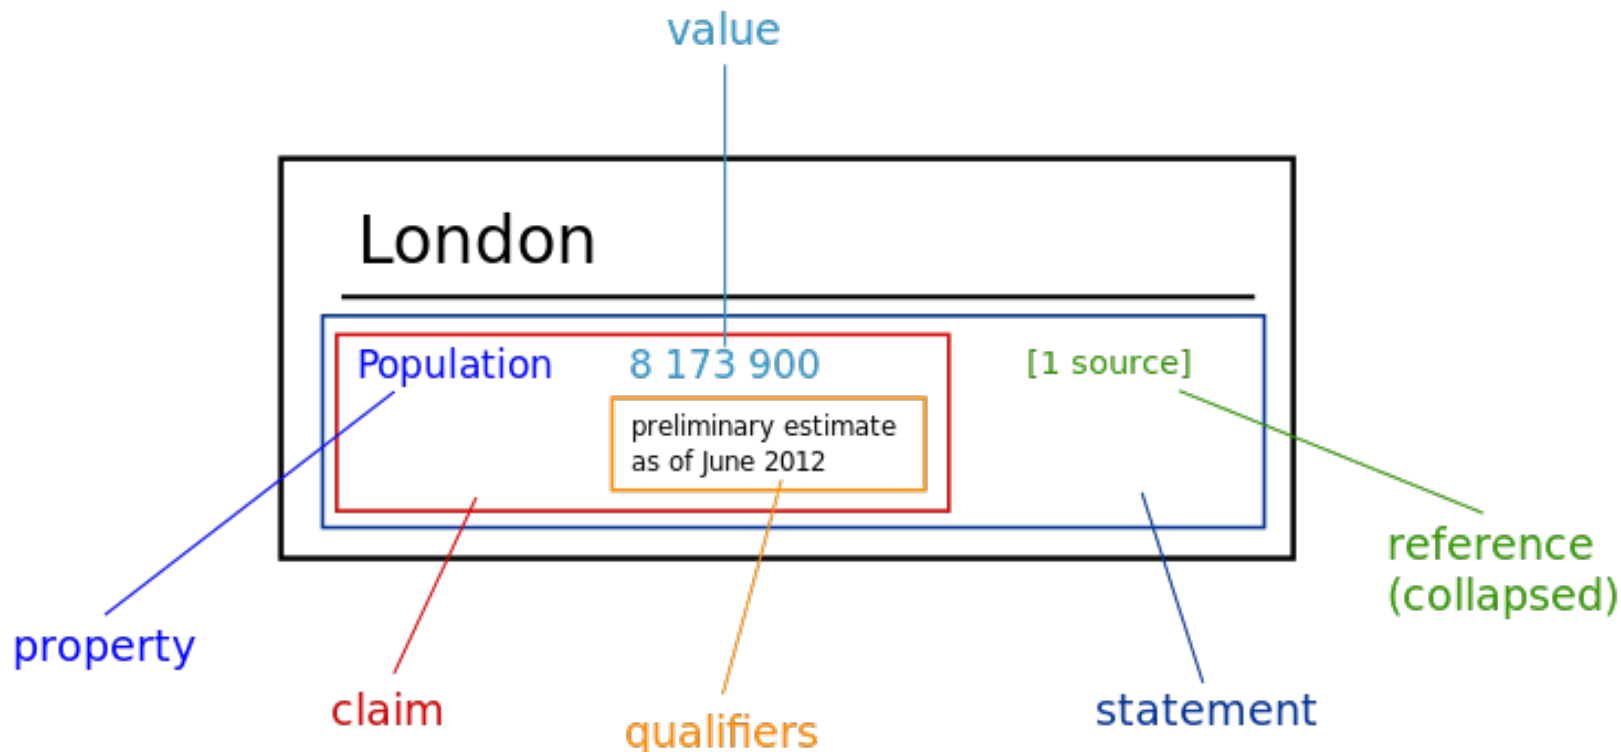 value
London
Population 8 173 900 [1 source]
preliminary estimate
as of June 2012
reference
(collapsed)
property
claim
qualifiers
statement